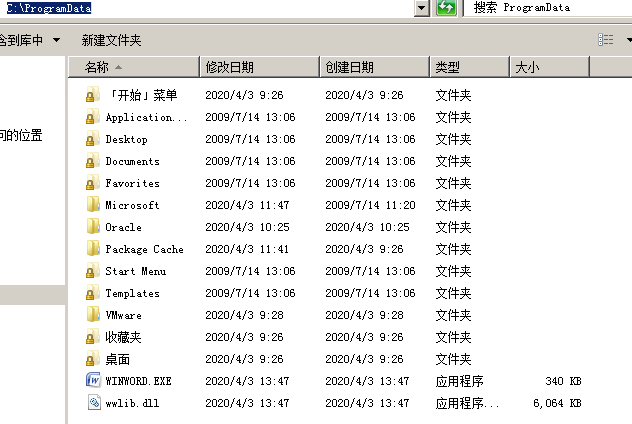 C:\ProgramData
搜索 ProgramData
含到库中 新建文件夹
名称 修改日期 创建日期 类型 大小
「开始」菜单 2020/4/3 9:26 2020/4/3 9:26 文件夹
Application... 2009/7/14 13:06 2009/7/14 13:06 文件夹
Desktop 2009/7/14 13:06 2009/7/14 13:06 文件夹
问的位置
Documents 2009/7/14 13:06 2009/7/14 13:06 文件夹
Favorites 2009/7/14 13:06 2009/7/14 13:06 文件夹
Microsoft 2020/4/3 11:47 2009/7/14 11:20 文件夹
Oracle 2020/4/3 10:25 2020/4/3 10:25 文件夹
Package Cache 2020/4/3 11:41 2020/4/3 9:26 文件夹
Start Menu 2009/7/14 13:06 2009/7/14 13:06 文件夹
Templates 2009/7/14 13:06 2009/7/14 13:06 文件夹
VMware 2020/4/3 9:28 2020/4/3 9:28 文件夹
收藏夹 2020/4/3 9:26 2020/4/3 9:26 文件夹
桌面 2020/4/3 9:26 2020/4/3 9:26 文件夹
WINWORD.EXE 2020/4/3 13:47 2020/4/3 13:47 应用程序 340 KB
wwlib.dll 2020/4/3 13:47 2020/4/3 13:47 应用程序... 6,064 KB